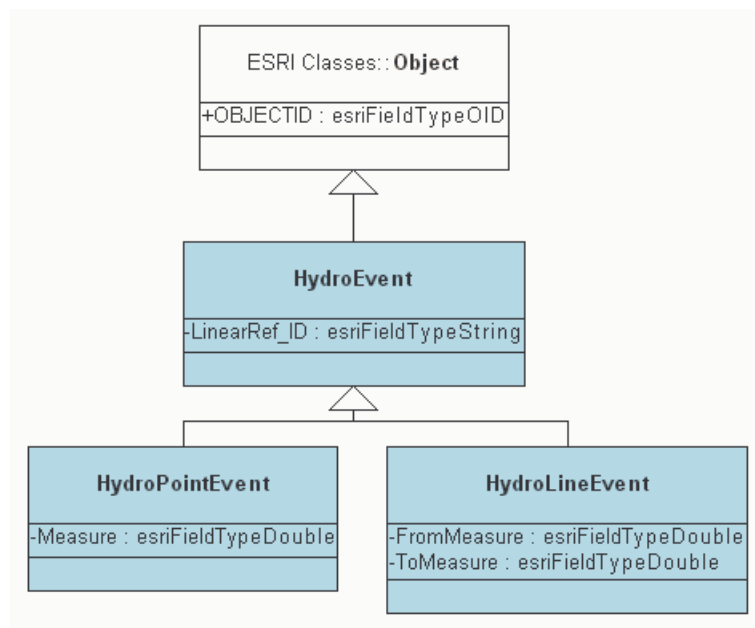 ESRI Classes::Object
+OBJECTID : esriFieldTypeOID
HydroEvent
-LinearRef_ID : esriFieldTypeString
HydroPointEvent
-Measure : esriFieldTypeDouble
HydroLineEvent
-FromMeasure : esriFieldTypeDouble
-ToMeasure : esriFieldTypeDouble